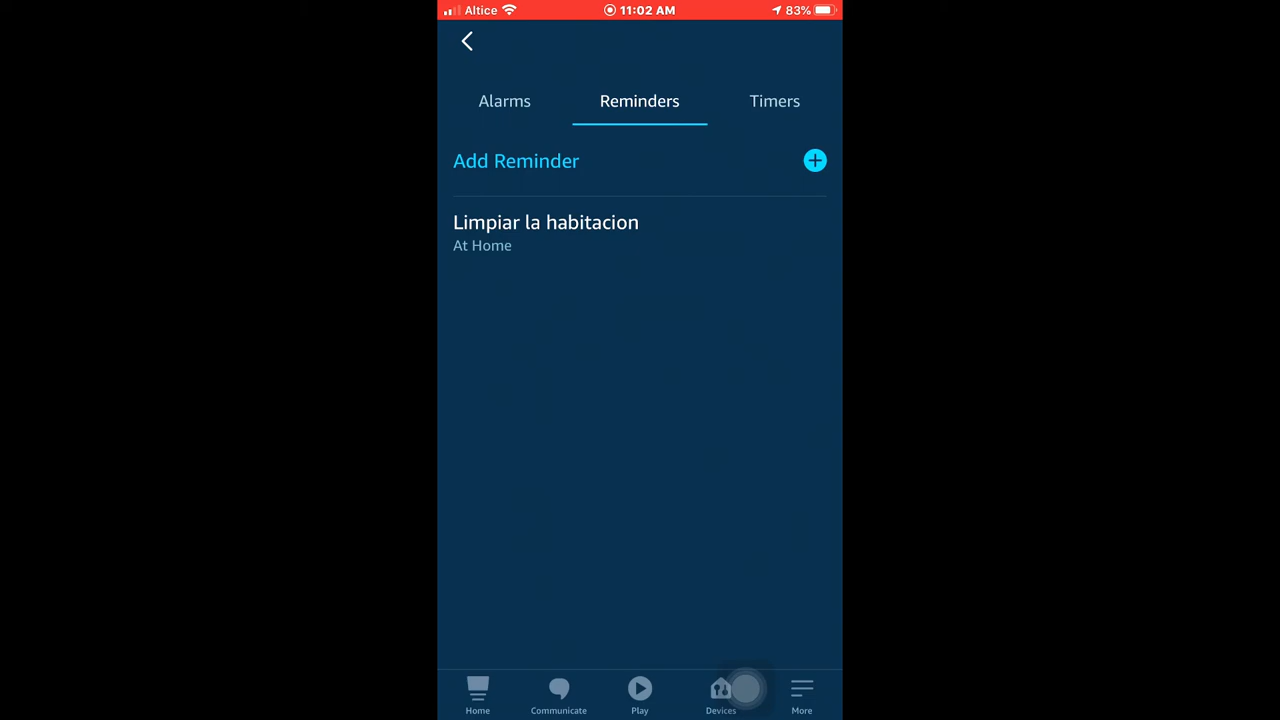 Altice 11:02 AM 83%
Alarms Reminders Timers
Add Reminder
Limpiar la habitacion
At Home
Home Communicate Play Devices More